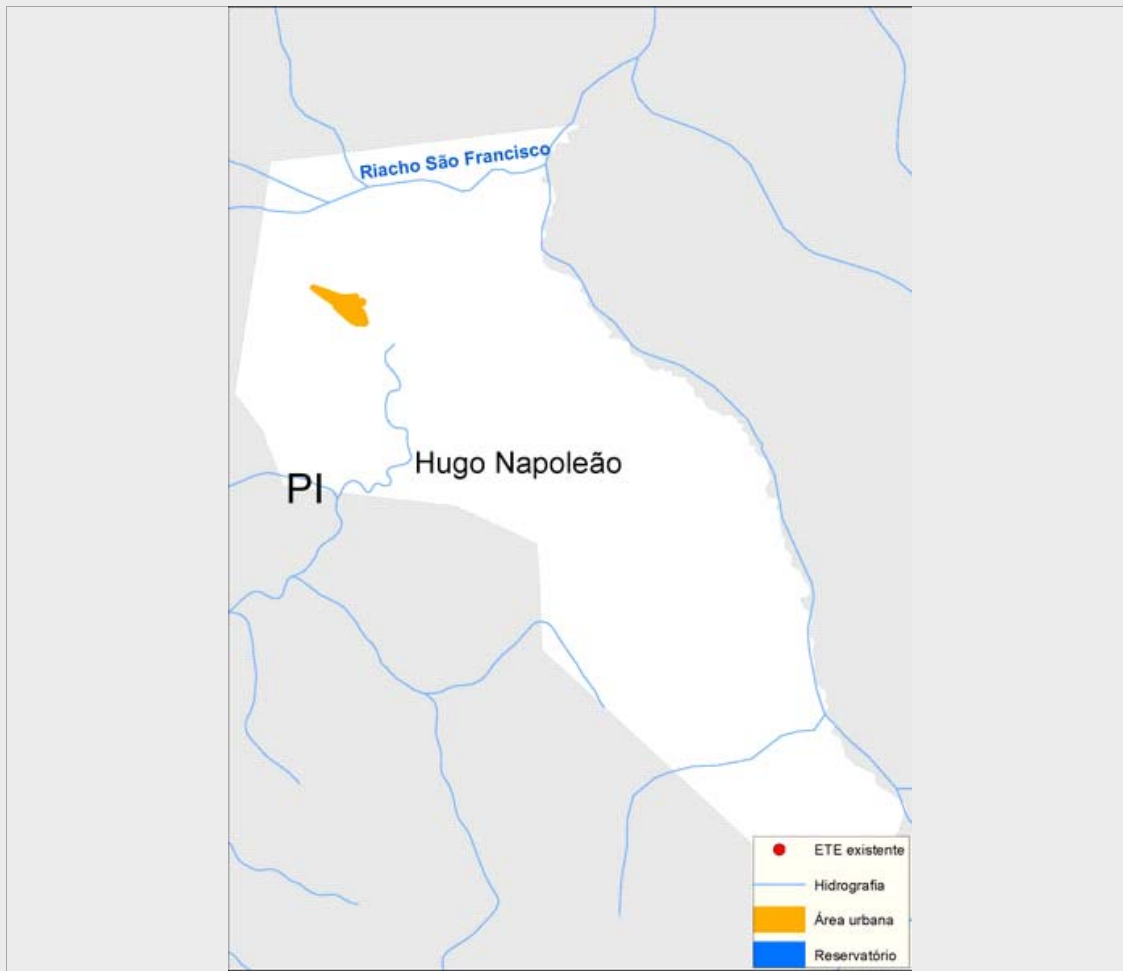 Riacho São Francisco
Hugo Napoleão
PI
ETE existente
Hidrografia
Área urbana
Reservatório